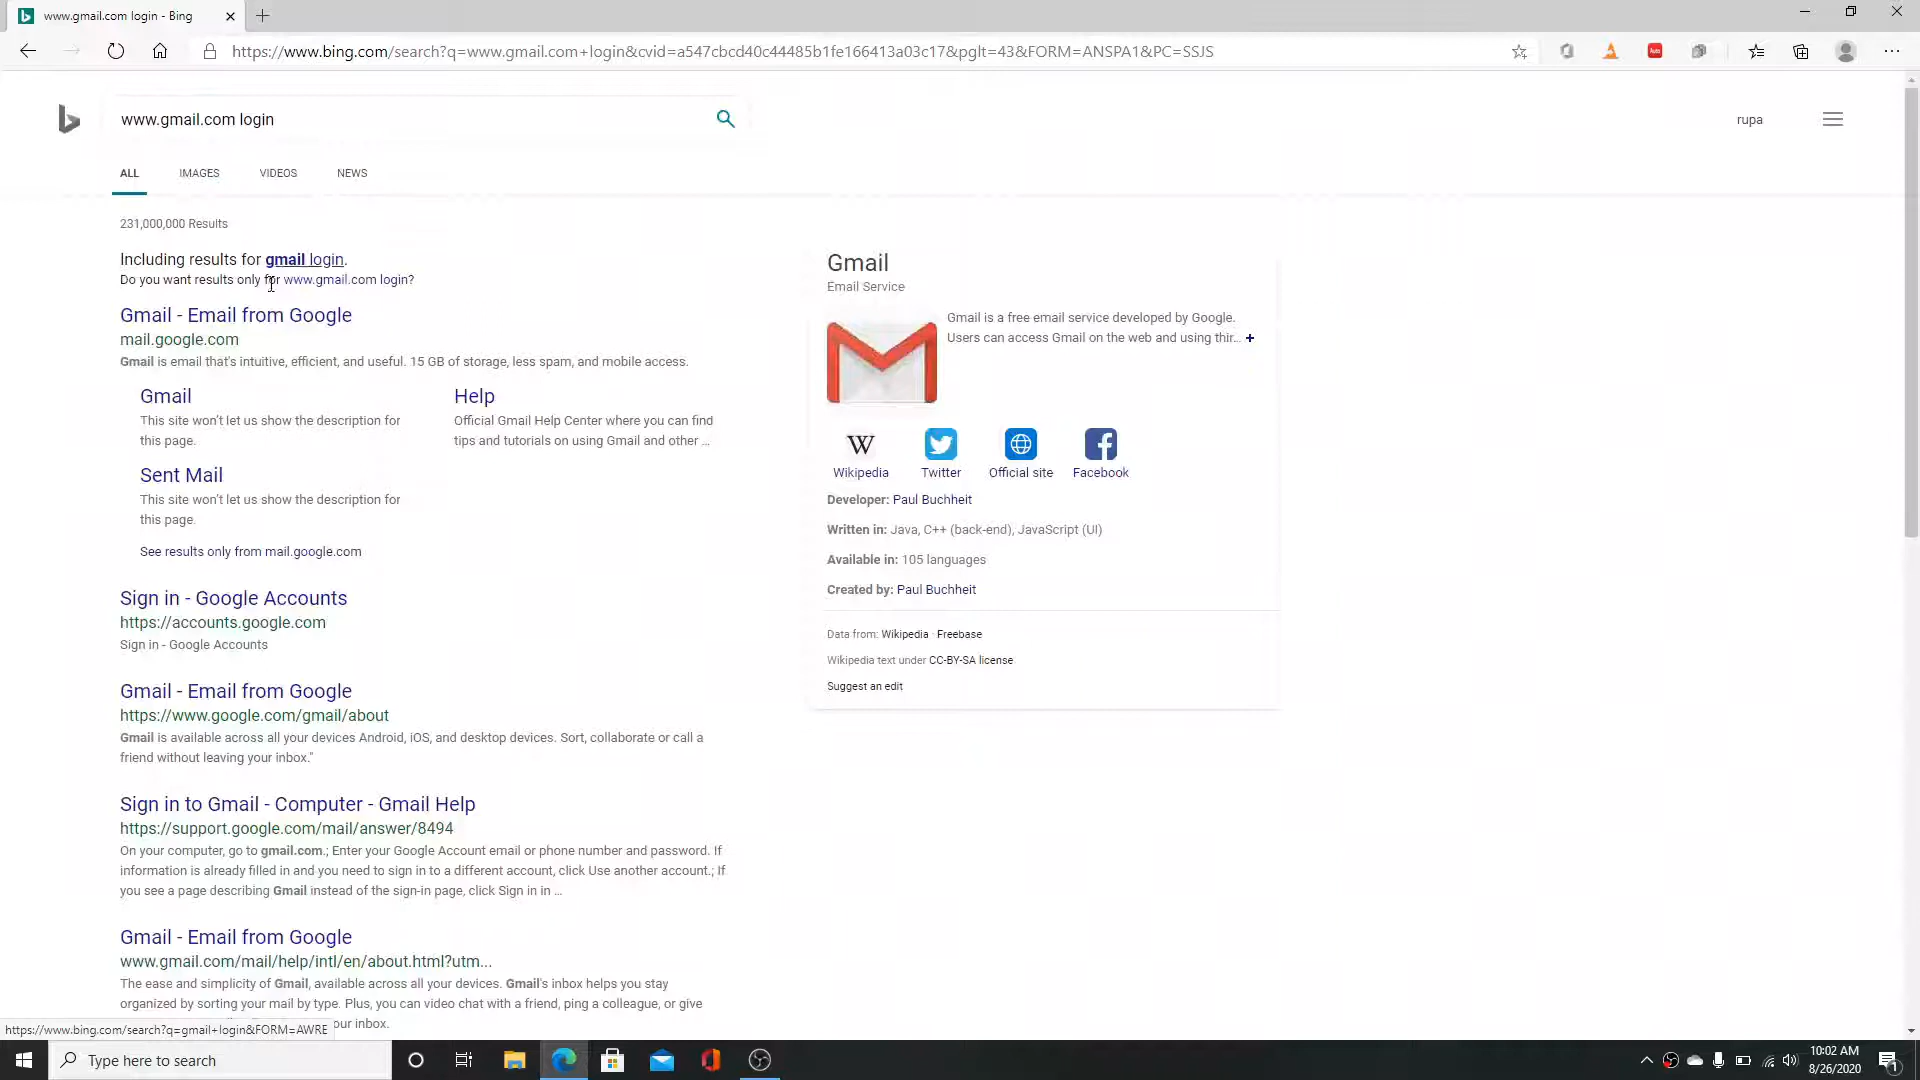 www.gmail.com login - Bing
https://www.bing.com/search?q=www.gmail.com+login&cvid=a547cbcd40c44485b1fe166413a03c17&pglt=43&FORM=ANSPA1&PC=SSJS
www.gmail.com login
rupa
ALL IMAGES VIDEOS NEWS
231,000,000 Results
Including results for gmail login.
Do you want results only for www.gmail.com login?
Gmail - Email from Google
mail.google.com
Gmail is email that's intuitive, efficient, and useful. 15 GB of storage, less spam, and mobile access.
Gmail
This site won't let us show the description for
this page.
Help
Official Gmail Help Center where you can find
tips and tutorials on using Gmail and other ...
Sent Mail
This site won't let us show the description for
this page.
See results only from mail.google.com
Sign in - Google Accounts
https://accounts.google.com
Sign in - Google Accounts
Gmail - Email from Google
https://www.google.com/gmail/about
Gmail is available across all your devices Android, iOS, and desktop devices. Sort, collaborate or call a
friend without leaving your inbox."
Sign in to Gmail - Computer - Gmail Help
https://support.google.com/mail/answer/8494
On your computer, go to gmail.com.; Enter your Google Account email or phone number and password. If
information is already filled in and you need to sign in to a different account, click Use another account.; If
you see a page describing Gmail instead of the sign-in page, click Sign in in ...
Gmail - Email from Google
www.gmail.com/mail/help/intl/en/about.html?utm...
The ease and simplicity of Gmail, available across all your devices. Gmail's inbox helps you stay
organized by sorting your mail by type. Plus, you can video chat with a friend, ping a colleague, or give
our inbox.
Gmail
Email Service
Gmail is a free email service developed by Google.
Users can access Gmail on the web and using thir... +
W
Wikipedia Twitter Official site Facebook
Developer: Paul Buchheit
Written in: Java, C++ (back-end), JavaScript (UI)
Available in: 105 languages
Created by: Paul Buchheit
Data from: Wikipedia · Freebase
Wikipedia text under CC-BY-SA license
Suggest an edit
https://www.bing.com/search?q=gmail+login&FORM=AWRE
Type here to search
10:02 AM
8/26/2020
1